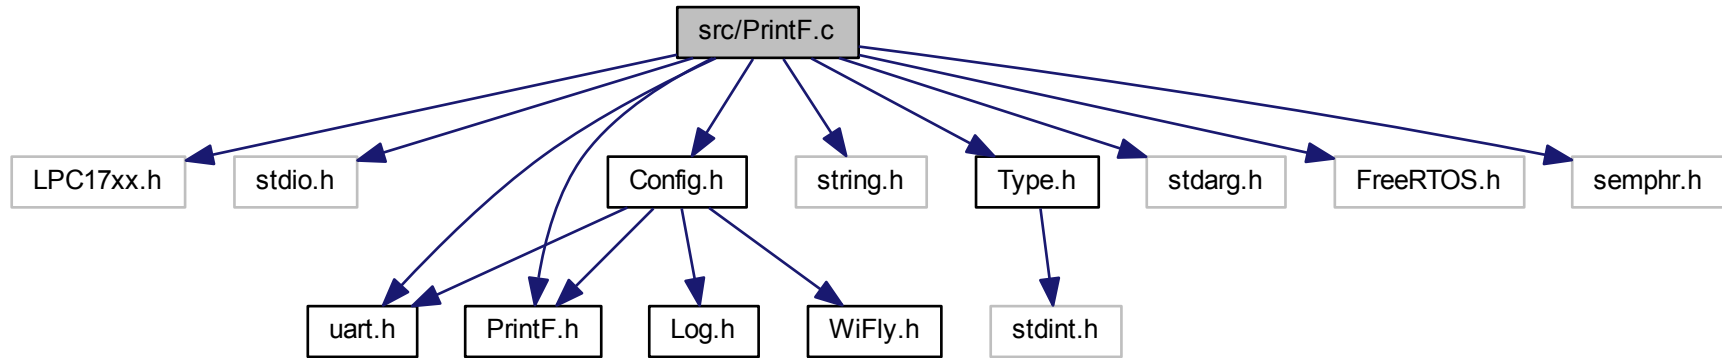 src/PrintF.c
LPC17xx.h
stdio.h
Config.h
string.h
Type.h
stdarg.h
FreeRTOS.h
semphr.h
uart.h
PrintF.h
Log.h
WiFly.h
stdint.h